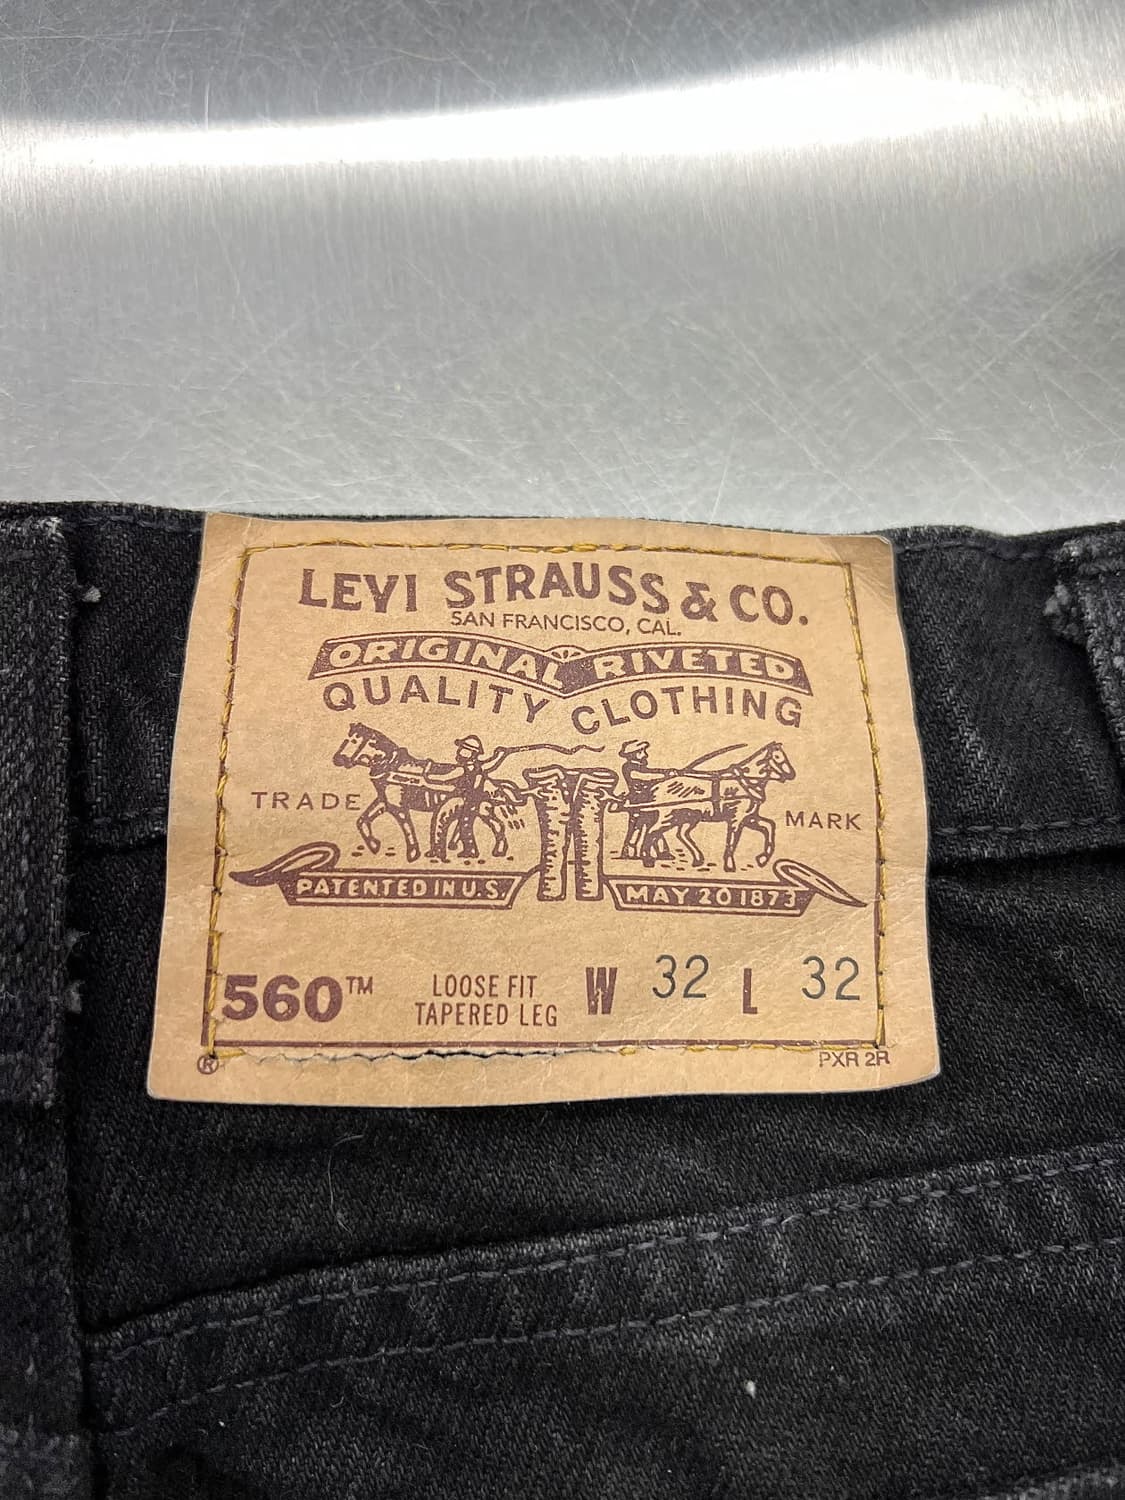 LEVI STRAUSS & CO.
SAN FRANCISCO, CAL.
ORIGINAL RIVETED
QUALITY CLOTHING
TRADE MARK
PATENTED IN U.S. MAY 20 1873
560™ LOOSE FIT W 32 L 32
TAPERED LEG
® PXR 2R